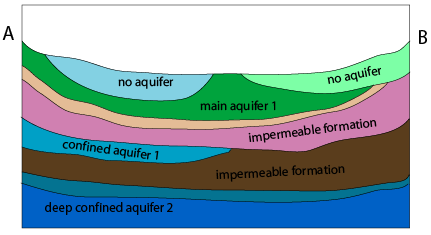 A
B
no aquifer
no aquifer
main aquifer 1
impermeable formation
confined aquifer 1
impermeable formation
deep confined aquifer 2